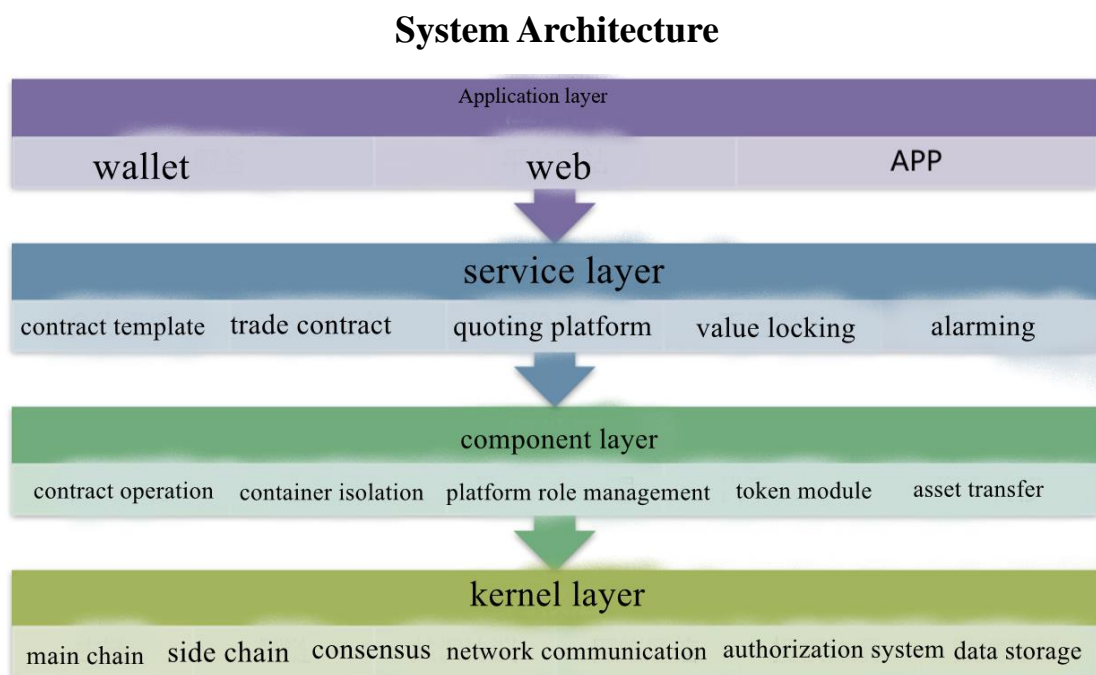 System Architecture
Application layer
wallet web APP
service layer
contract template trade contract quoting platform value locking alarming
component layer
contract operation container isolation platform role management token module asset transfer
kernel layer
main chain side chain consensus network communication authorization system data storage